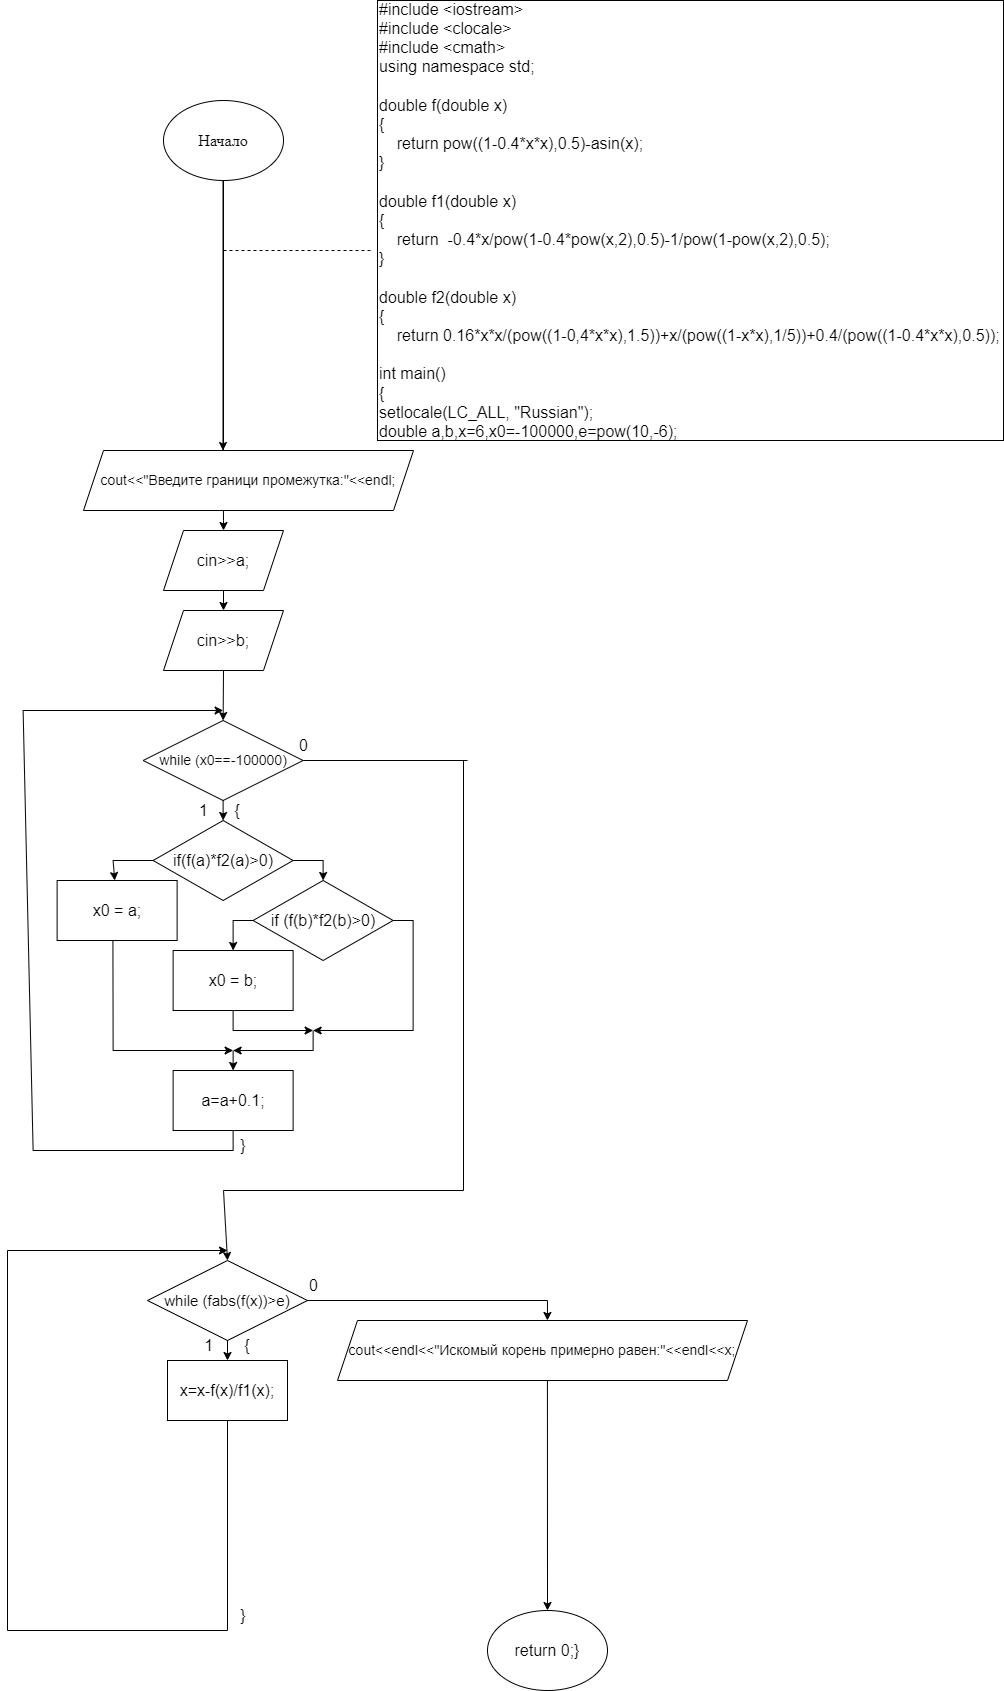 #include <iostream>
#include <clocale>
#include <cmath>
using namespace std;
double f(double x)
{
return pow((1-0.4*x*x),0.5)-asin(x);
}
double f1(double x)
{
return  -0.4*x/pow(1-0.4*pow(x,2),0.5)-1/pow(1-pow(x,2),0.5);
}
double f2(double x)
{
return 0.16*x*x/(pow((1-0,4*x*x),1.5))+x/(pow((1-x*x),1/5))+0.4/(pow((1-0.4*x*x),0.5));
int main()
{
setlocale(LC_ALL, "Russian");
double a,b,x=6,x0=-100000,e=pow(10,-6);
Начало
cout<<"Введите граници промежутка:"<<endl;
cin>>a;
cin>>b;
0
while (x0==-100000)
1 {
if(f(a)*f2(a)>0)
x0 = a;
if (f(b)*f2(b)>0)
x0 = b;
a=a+0.1;
}
0
while (fabs(f(x))>e)
1 {
cout<<endl<<"Искомый корень примерно равен:"<<endl<<x;
x=x-f(x)/f1(x);
}
return 0;}